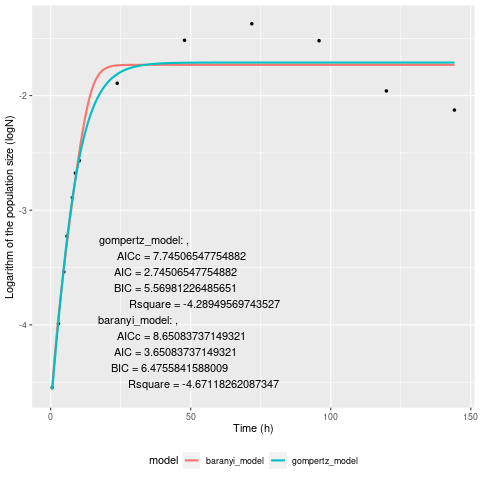 Logarithm of the population size (logN)
-2
-3
-4
gompertz_model: ,
AICc = 7.74506547754882
AIC = 2.74506547754882
BIC = 5.56981226485651
Rsquare = -4.28949569743527
baranyi_model: ,
AICc = 8.65083737149321
AIC = 3.65083737149321
BIC = 6.4755841588009
Rsquare = -4.67118262087347
0
50
100
150
Time (h)
model
baranyi_model
gompertz_model